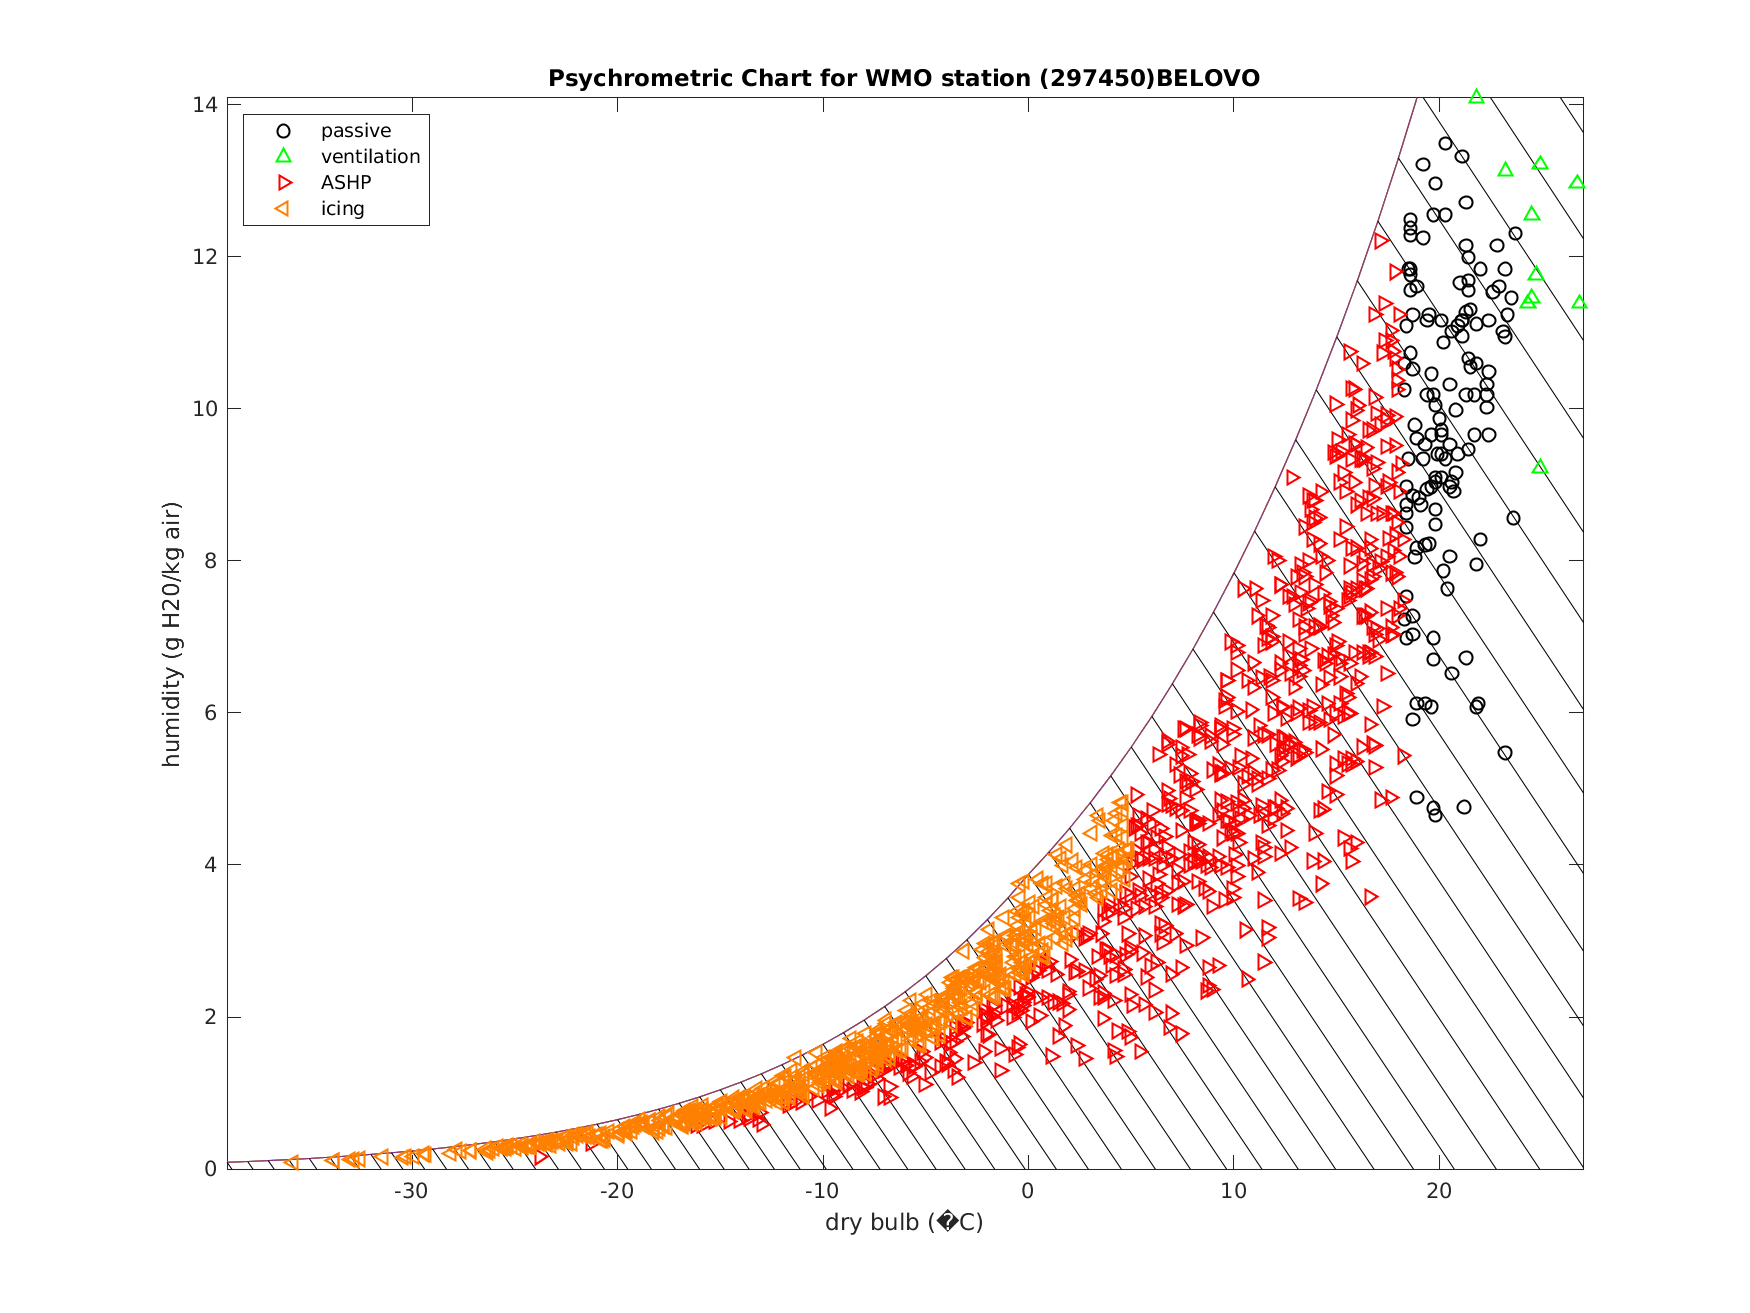 Psychrometric Chart for WMO station (297450)BELOVO
passive
ventilation
ASHP
icing
humidity (g H20/kg air)
14
12
10
8
6
4
2
0
-30 -20 -10 0 10 20
dry bulb (�C)